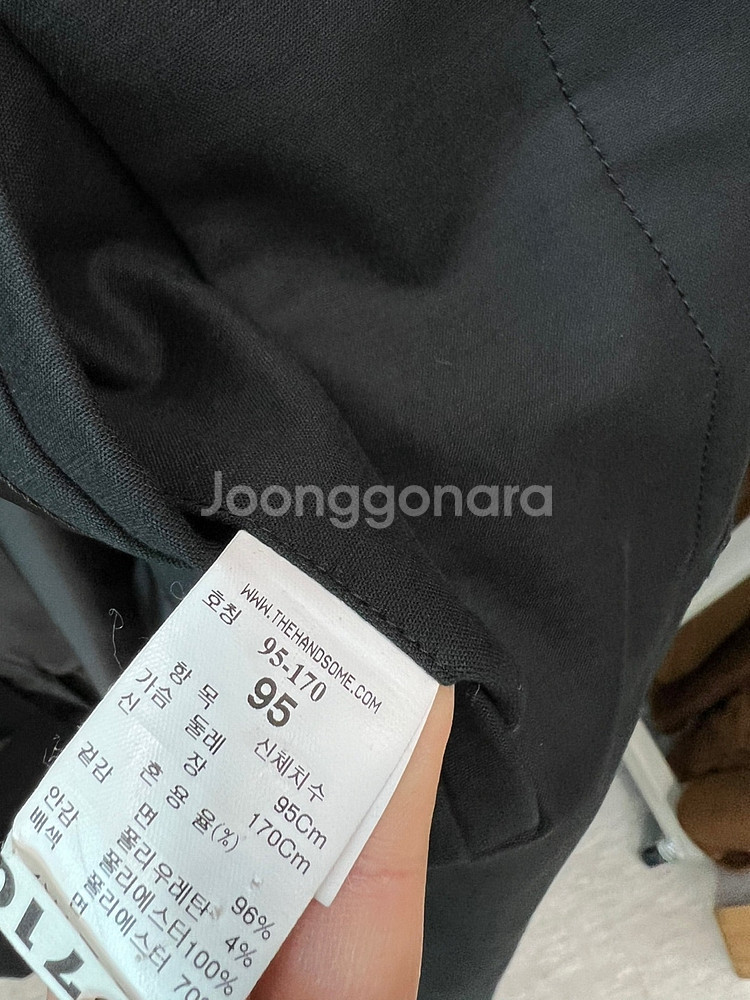 Joonggonara
WWW.THEHANDSOME.COM
호칭 95-170
95
항목 신체치수
가슴둘레 95Cm
신장 170Cm
혼용율(%)
겉감 면 96%
폴리우레탄 4%
안감 폴리에스터100%
배색 폴리에스터
면